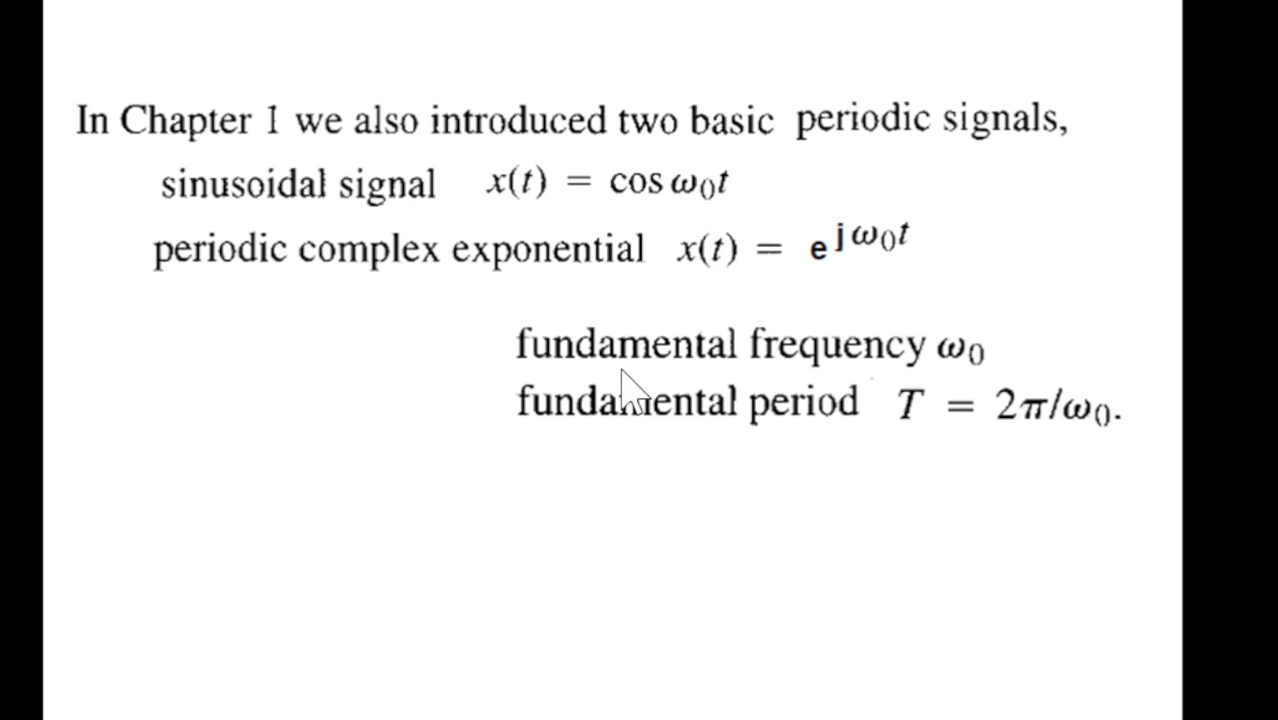 In Chapter 1 we also introduced two basic periodic signals,
sinusoidal signal x(t) = cos ω₀t
periodic complex exponential x(t) = e^jω₀t
fundamental frequency ω₀
fundamental period T = 2π/ω₀.